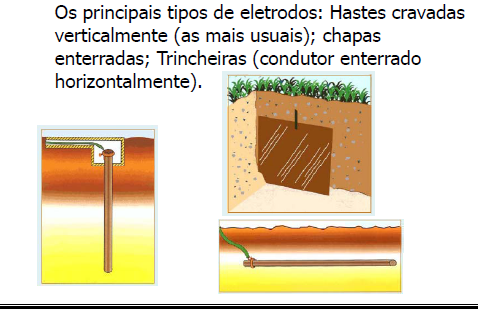 Os principais tipos de eletrodos: Hastes cravadas
verticalmente (as mais usuais); chapas
enterradas; Trincheiras (condutor enterrado
horizontalmente).